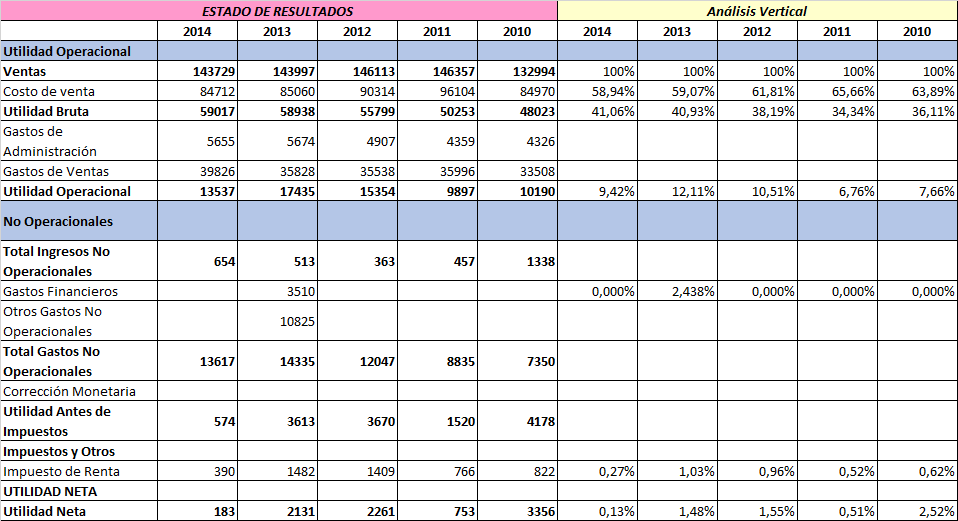 ESTADO DE RESULTADOS Análisis Vertical
2014 2013 2012 2011 2010 2014 2013 2012 2011 2010
Utilidad Operacional
Ventas 143729 143997 146113 146357 132994 100% 100% 100% 100% 100%
Costo de venta 84712 85060 90314 96104 84970 58,94% 59,07% 61,81% 65,66% 63,89%
Utilidad Bruta 59017 58938 55799 50253 48023 41,06% 40,93% 38,19% 34,34% 36,11%
Gastos de
Administración 5655 5674 4907 4359 4326
Gastos de Ventas 39826 35828 35538 35996 33508
Utilidad Operacional 13537 17435 15354 9897 10190 9,42% 12,11% 10,51% 6,76% 7,66%
No Operacionales
Total Ingresos No
Operacionales 654 513 363 457 1338
Gastos Financieros 3510 0,000% 2,438% 0,000% 0,000% 0,000%
Otros Gastos No
Operacionales 10825
Total Gastos No
Operacionales 13617 14335 12047 8835 7350
Corrección Monetaria
Utilidad Antes de
Impuestos 574 3613 3670 1520 4178
Impuestos y Otros
Impuesto de Renta 390 1482 1409 766 822 0,27% 1,03% 0,96% 0,52% 0,62%
UTILIDAD NETA
Utilidad Neta 183 2131 2261 753 3356 0,13% 1,48% 1,55% 0,51% 2,52%